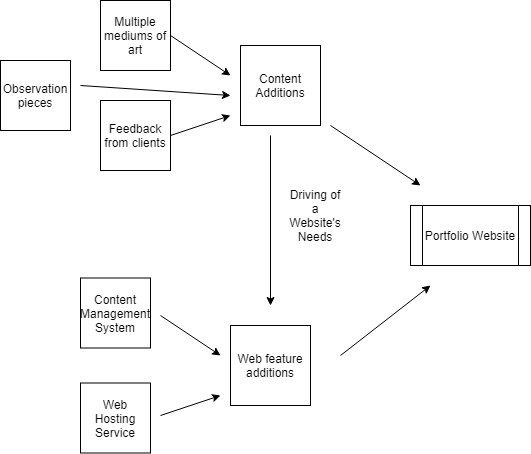 Multiple
mediums of
art
Content
Additions
Observation
pieces
Feedback
from clients
Driving of
a
Website's
Needs
Portfolio Website
Content
Management
System
Web feature
additions
Web
Hosting
Service